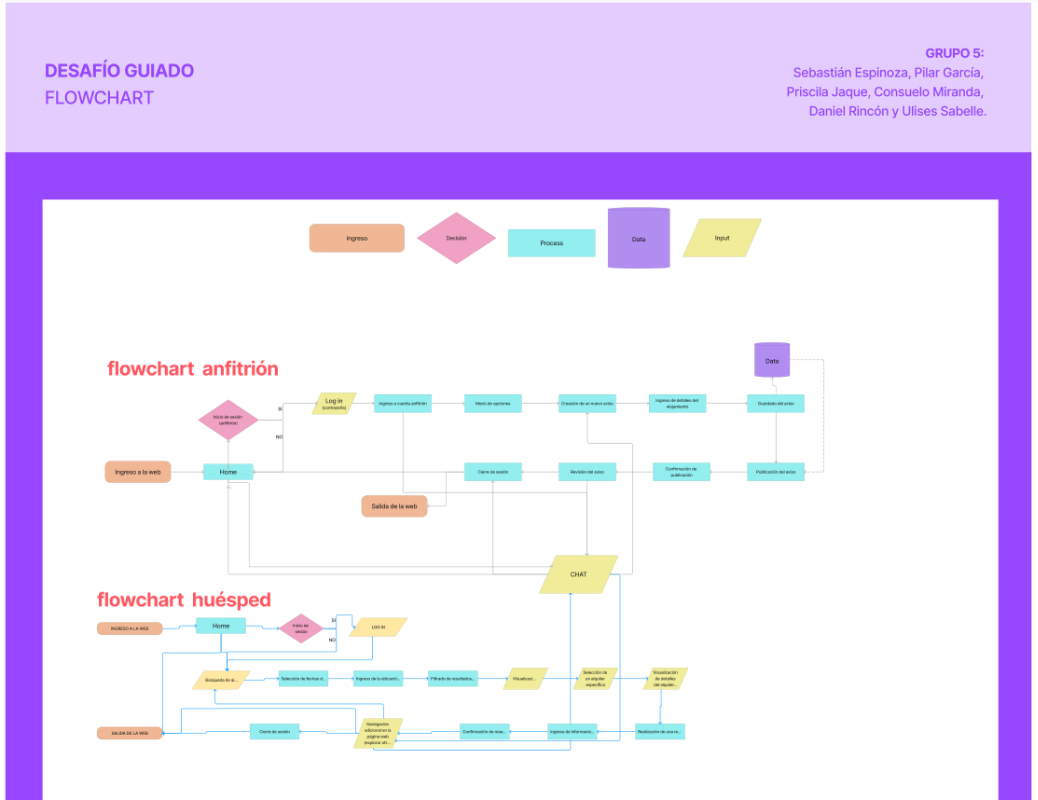 DESAFÍO GUIADO
FLOWCHART
GRUPO 5:
Sebastián Espinoza, Pilar García,
Priscila Jaque, Consuelo Miranda,
Daniel Rincón y Ulises Sabelle.
Ingreso
Decisión
Process
Data
Input
flowchart anfitrión
Data
Inicio de sesión
(anfitrión)
SI
NO
Log in
(contraseña)
Ingreso a cuenta anfitrión
Menú de opciones
Creación de un nuevo aviso
Ingreso de detalles del
alojamiento
Guardado del aviso
Ingreso a la web
Home
Cierre de sesión
Revisión del aviso
Confirmación de
publicación
Publicación del aviso
Salida de la web
CHAT
flowchart huésped
INGRESO A LA WEB
Home
Inicio de
sesión
SI
NO
LOG IN
Búsqueda de al...
Selección de fechas d...
Ingreso de la ubicaci...
Filtrado de resultados...
Visualizaci...
Selección de
un alquiler
específico
Visualización
de detalles
del alquiler...
SALIDA DE LA WEB
Cierre de sesión
Navegación
adicional en la
página web
(explorar otr...
Confirmación de rese...
Ingreso de informaci...
Realización de una re...